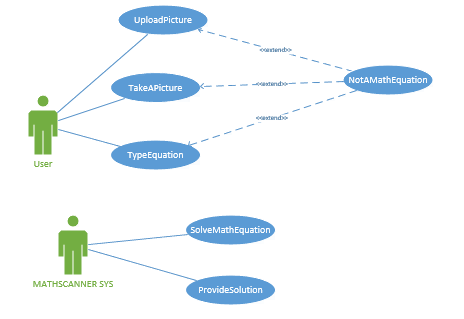 UploadPicture
<<extend>>
NotAMathEquation
TakeAPicture
<<extend>>
<<extend>>
User
TypeEquation
SolveMathEquation
MATHSCANNER SYS
ProvideSolution